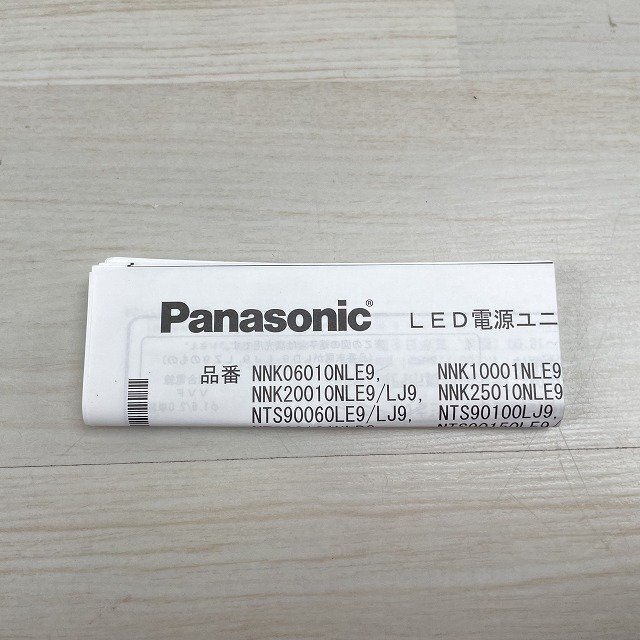 Panasonic® LED電源ユニ
品番 NNK06010NLE9, NNK10001NLE9
NNK20010NLE9/LJ9, NNK25010NLE9
NTS90060LE9/LJ9, NTS90100LJ9,